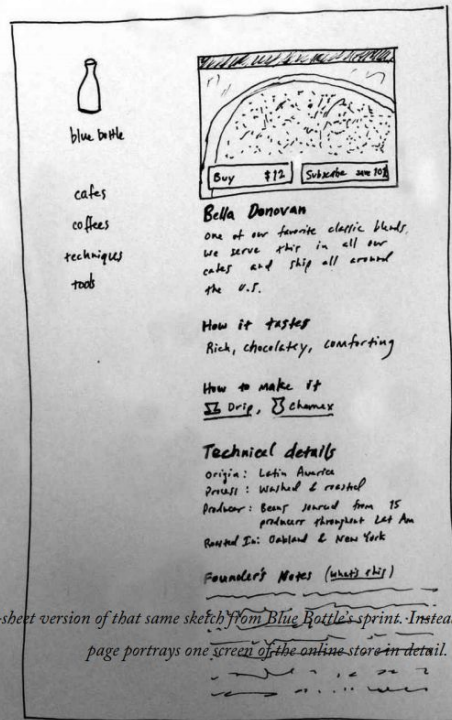 blue bottle
cafes
coffees
techniques
tools
Buy $12
Subscribe save 10%
Bella Donovan
One of our favorite classic blends.
We serve this in all our
cafes and ship all around
the U.S.
How it tastes
Rich, chocolatey, comforting
How to make it
Drip, Chemex
Technical details
Origin: Latin America
Process: Washed & roasted
Producer: Beans sourced from 15
producers throughout Lat Am
Roasted In: Oakland & New York
Founder's Notes (what's this)
-sheet version of that same sketch from Blue Bottle's sprint. Instea
page portrays one screen of the online store in detail.